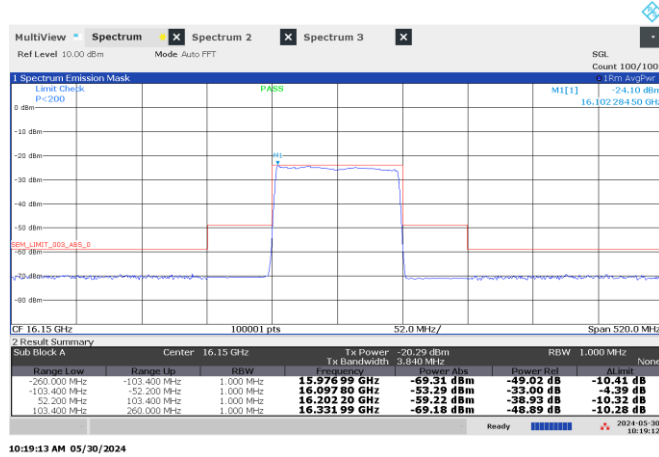 MultiView Spectrum X Spectrum 2 X Spectrum 3 X
Ref Level 10.00 dBm Mode Auto FFT SGL
Count 100/100
1 Spectrum Emission Mask 1Rm AvgPwr
Limit Check PASS M1[1] -24.10 dBm
P<200 16.10228450 GHz
0 dBm
-10 dBm
M1
-20 dBm
-30 dBm
-40 dBm
-50 dBm
SEM_LIMIT_003_ABS_0
-60 dBm
-70 dBm
-80 dBm
CF 16.15 GHz 100001 pts 52.0 MHz/ Span 520.0 MHz
2 Result Summary
Sub Block A Center 16.15 GHz Tx Power -20.29 dBm RBW 1.000 MHz
Tx Bandwidth 3.840 MHz None
Range Low Range Up RBW Frequency Power Abs Power Rel ΔLimit
-260.000 MHz -103.400 MHz 1.000 MHz 15.976 99 GHz -69.31 dBm -49.02 dB -10.41 dB
-103.400 MHz -52.200 MHz 1.000 MHz 16.097 80 GHz -53.29 dBm -33.00 dB -4.39 dB
52.200 MHz 103.400 MHz 1.000 MHz 16.202 20 GHz -59.22 dBm -38.93 dB -10.32 dB
103.400 MHz 260.000 MHz 1.000 MHz 16.331 99 GHz -69.18 dBm -48.89 dB -10.28 dB
Ready 2024-05-30
10:19:12
10:19:13 AM 05/30/2024